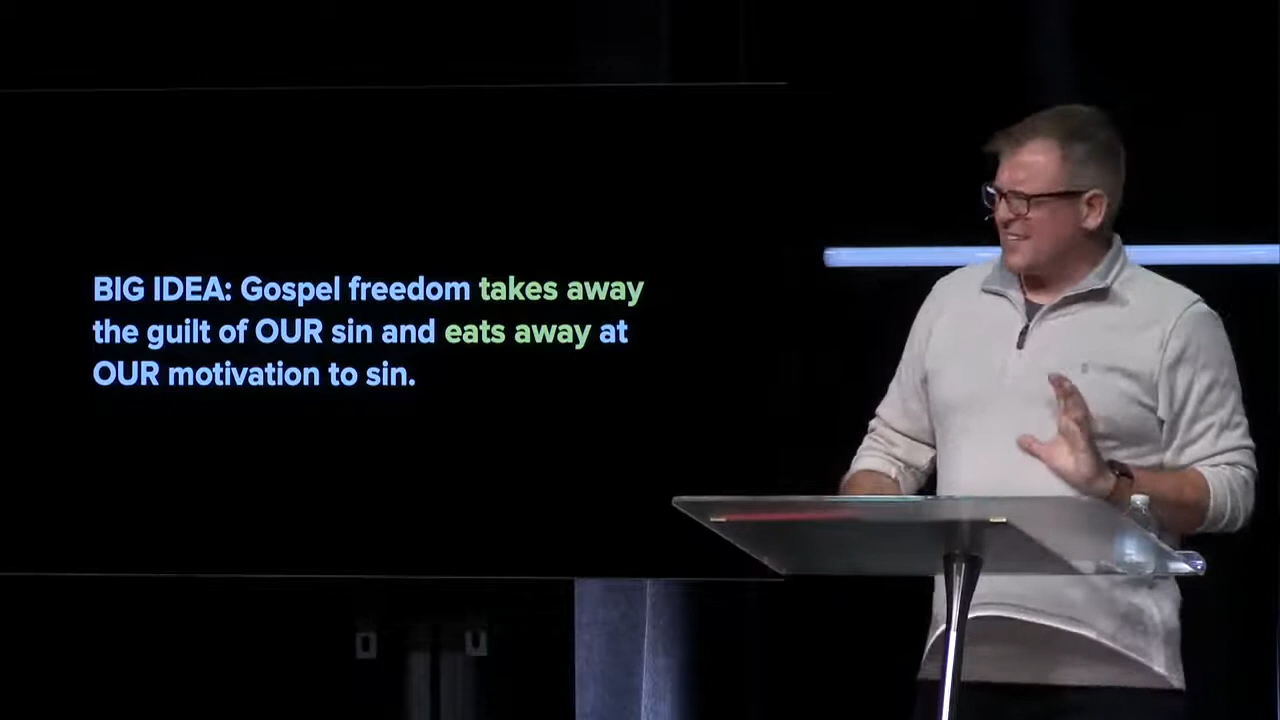 BIG IDEA: Gospel freedom takes away
the guilt of OUR sin and eats away at
OUR motivation to sin.